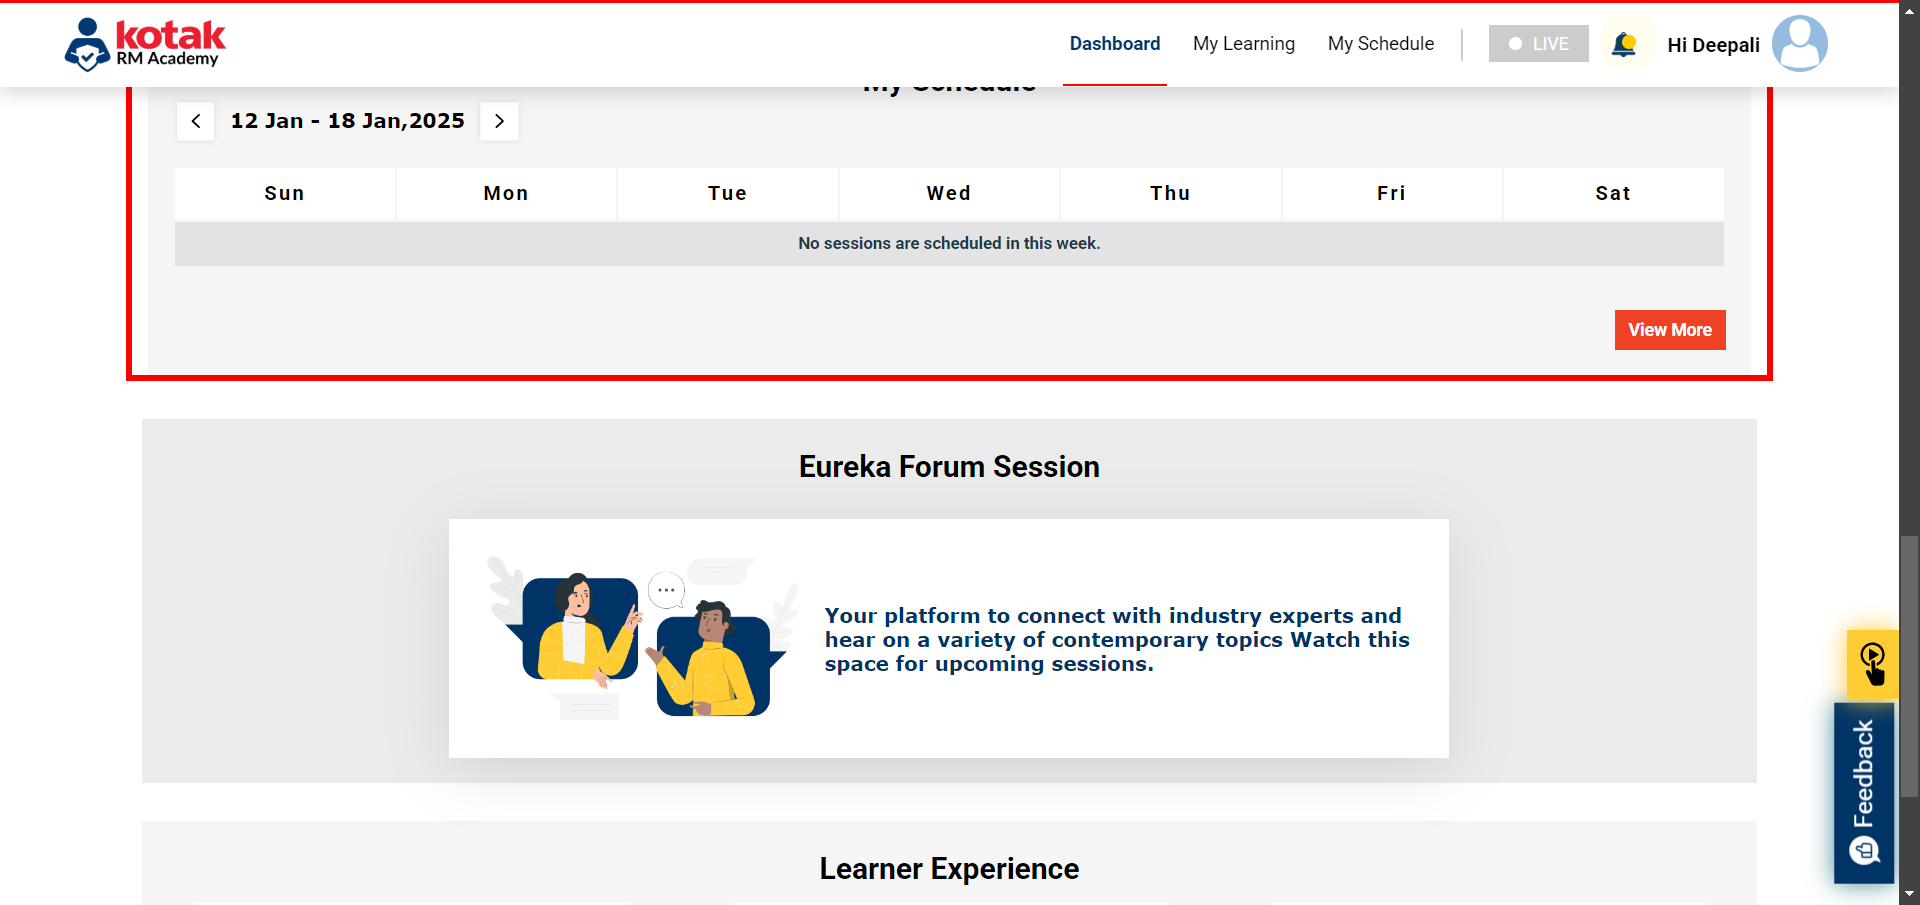 kotak
RM Academy
Dashboard
My Learning
My Schedule
LIVE
Hi Deepali
My Schedule
12 Jan - 18 Jan,2025
Sun
Mon
Tue
Wed
Thu
Fri
Sat
No sessions are scheduled in this week.
View More
Eureka Forum Session
Your platform to connect with industry experts and
hear on a variety of contemporary topics Watch this
space for upcoming sessions.
Feedback
Learner Experience